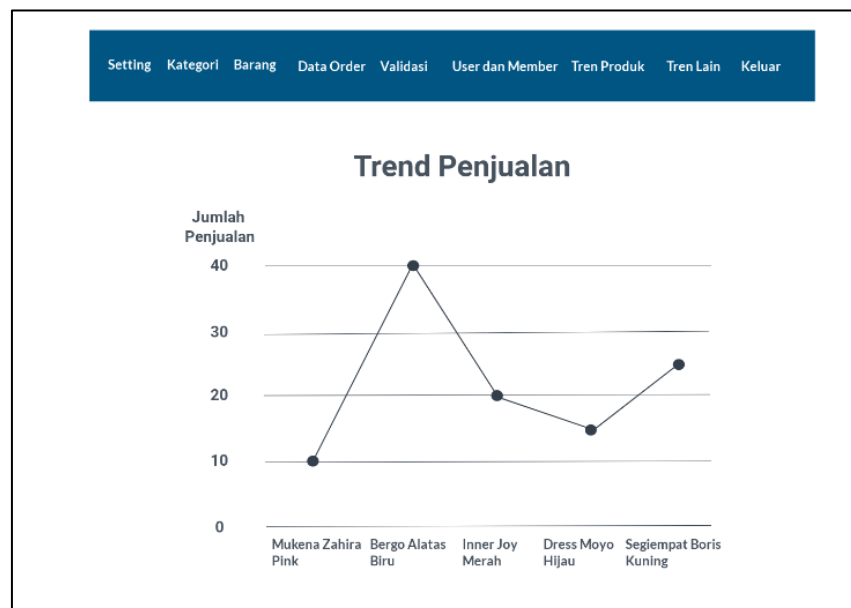 Setting Kategori Barang Data Order Validasi User dan Member Tren Produk Tren Lain Keluar
Trend Penjualan
Jumlah
Penjualan
40
30
20
10
0
Mukena Zahira Bergo Alatas Inner Joy Dress Moyo Segiempat Boris
Pink Biru Merah Hijau Kuning